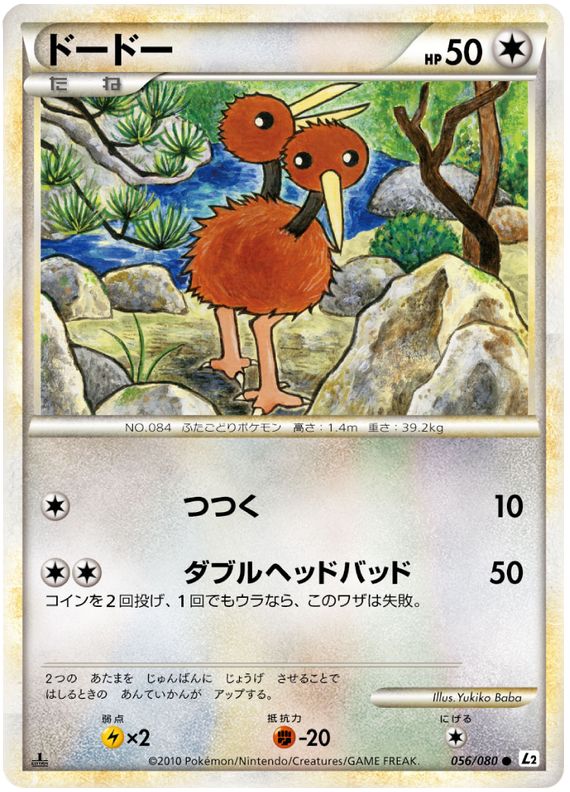 ドードー HP50
たね
NO.084 ふたごどりポケモン 高さ：1.4m 重さ：39.2kg
つつく 10
ダブルヘッドバッド 50
コインを2回投げ、1回でもウラなら、このワザは失敗。
2つの あたまを じゅんばんに じょうげ させることで
はしるときの あんていかんが アップする。
Illus.Yukiko Baba
弱点 抵抗力 にげる
×2 -20
©2010 Pokémon/Nintendo/Creatures/GAME FREAK. 056/080 ● L2